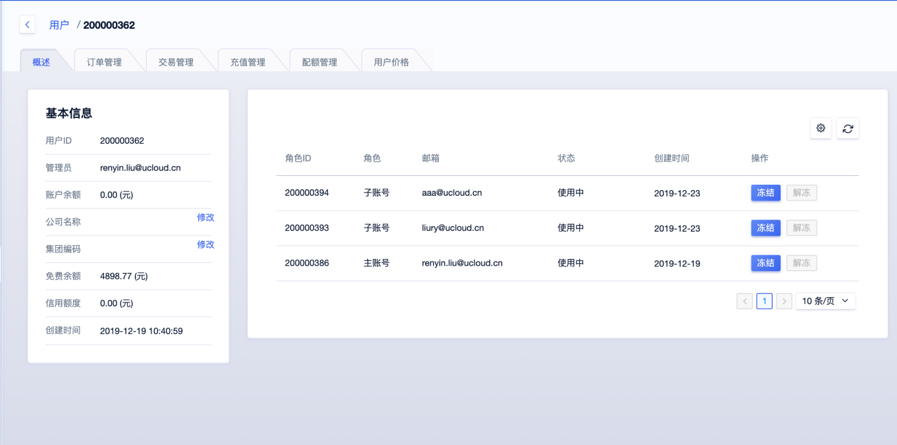 用户 / 200000362
概述 订单管理 交易管理 充值管理 配额管理 用户价格
基本信息
用户ID 200000362
管理员 renyin.liu@ucloud.cn
账户余额 0.00 (元)
公司名称 修改
集团编码 修改
免费余额 4898.77 (元)
信用额度 0.00 (元)
创建时间 2019-12-19 10:40:59
角色ID 角色 邮箱 状态 创建时间 操作
200000394 子账号 aaa@ucloud.cn 使用中 2019-12-23 冻结 解冻
200000393 子账号 liury@ucloud.cn 使用中 2019-12-23 冻结 解冻
200000386 主账号 renyin.liu@ucloud.cn 使用中 2019-12-19 冻结 解冻
1 10 条/页